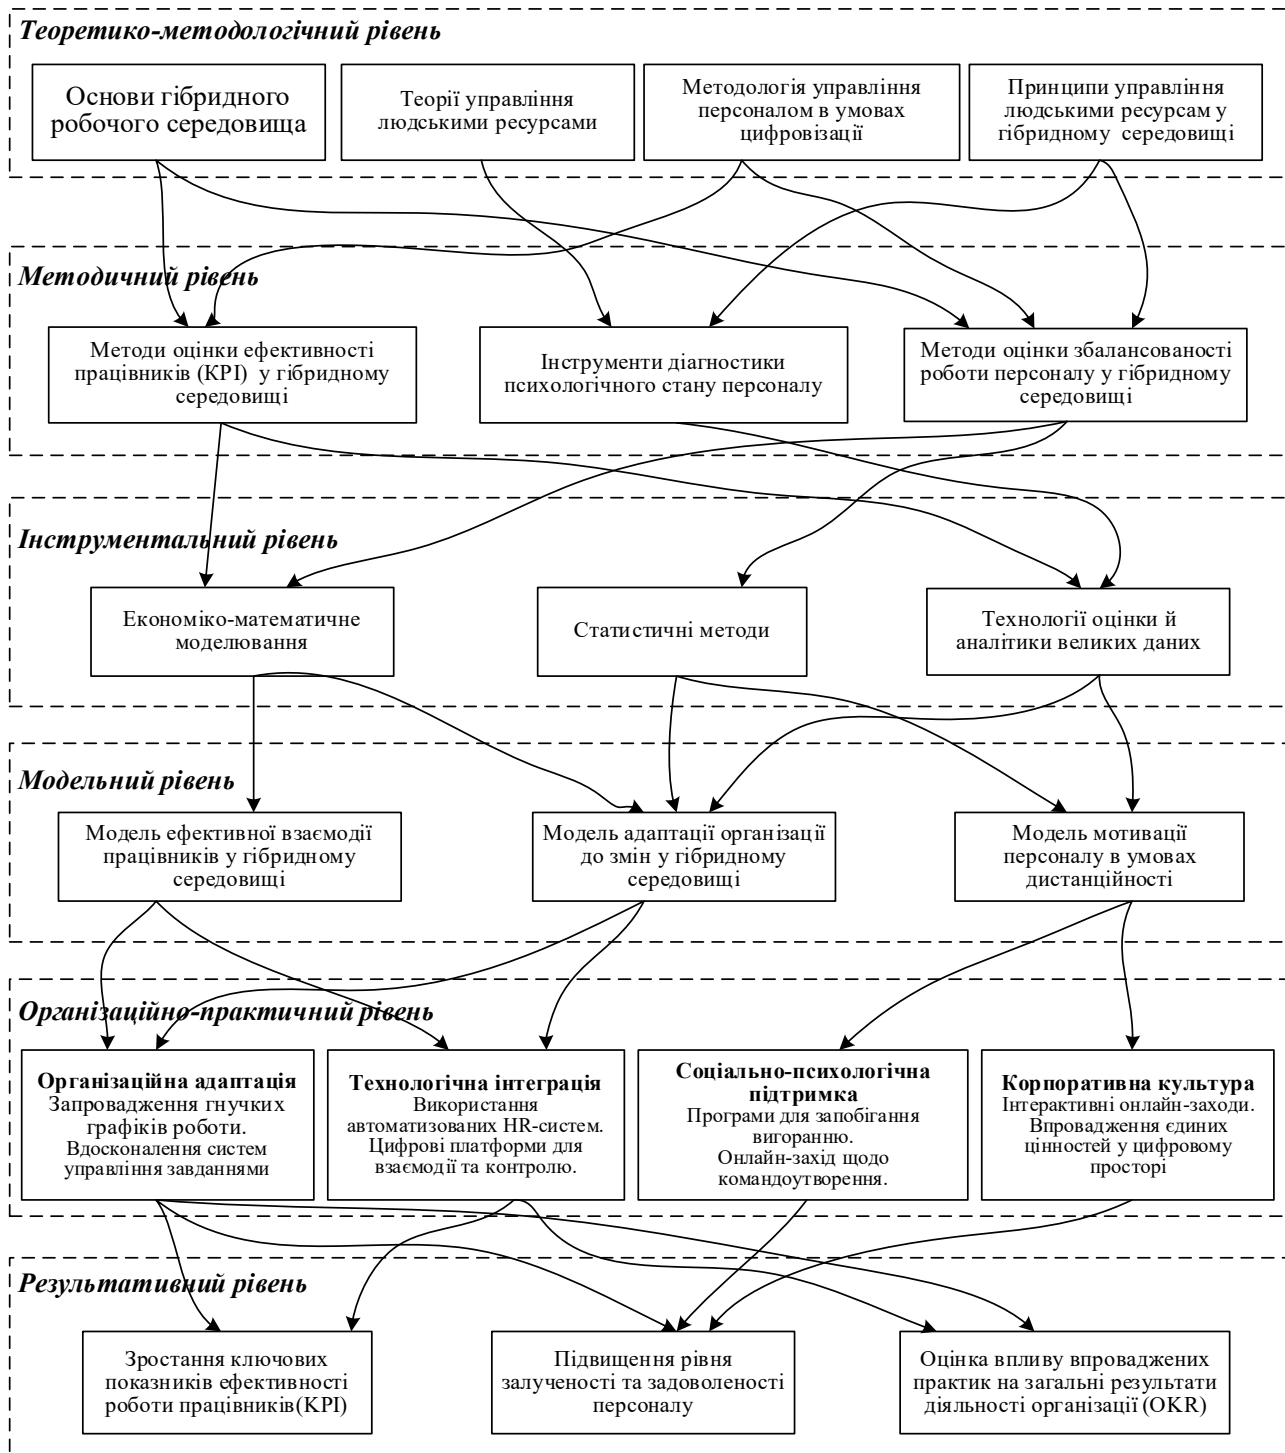 Теоретико-методологічний рівень
Основи гібридного
робочого середовища
Теорії управління
людськими ресурсами
Методологія управління
персоналом в умовах
цифровізації
Принципи управління
людськими ресурсам у
гібридному середовищі
Методичний рівень
Методи оцінки ефективності
працівників (KPI) у гібридному
середовищі
Інструменти діагностики
психологічного стану персоналу
Методи оцінки збалансованості
роботи персоналу у гібридному
середовищі
Інструментальний рівень
Економіко-математичне
моделювання
Статистичні методи
Технології оцінки й
аналітики великих даних
Модельний рівень
Модель ефективної взаємодії
працівників у гібридному
середовищі
Модель адаптації організації
до змін у гібридному
середовищі
Модель мотивації
персоналу в умовах
дистанційності
Організаційно-практичний рівень
Організаційна адаптація
Запровадження гнучких
графіків роботи.
Вдосконалення систем
управління завданнями
Технологічна інтеграція
Використання
автоматизованих HR-систем.
Цифрові платформи для
взаємодії та контролю.
Соціально-психологічна
підтримка
Програми для запобігання
вигоранню.
Онлайн-захід щодо
командоутворення.
Корпоративна культура
Інтерактивні онлайн-заходи.
Впровадження єдиних
цінностей у цифровому
просторі
Результативний рівень
Зростання ключових
показників ефективності
роботи працівників(KPI)
Підвищення рівня
залученості та задоволеності
персоналу
Оцінка впливу впроваджених
практик на загальні результати
діяльності організації (OKR)